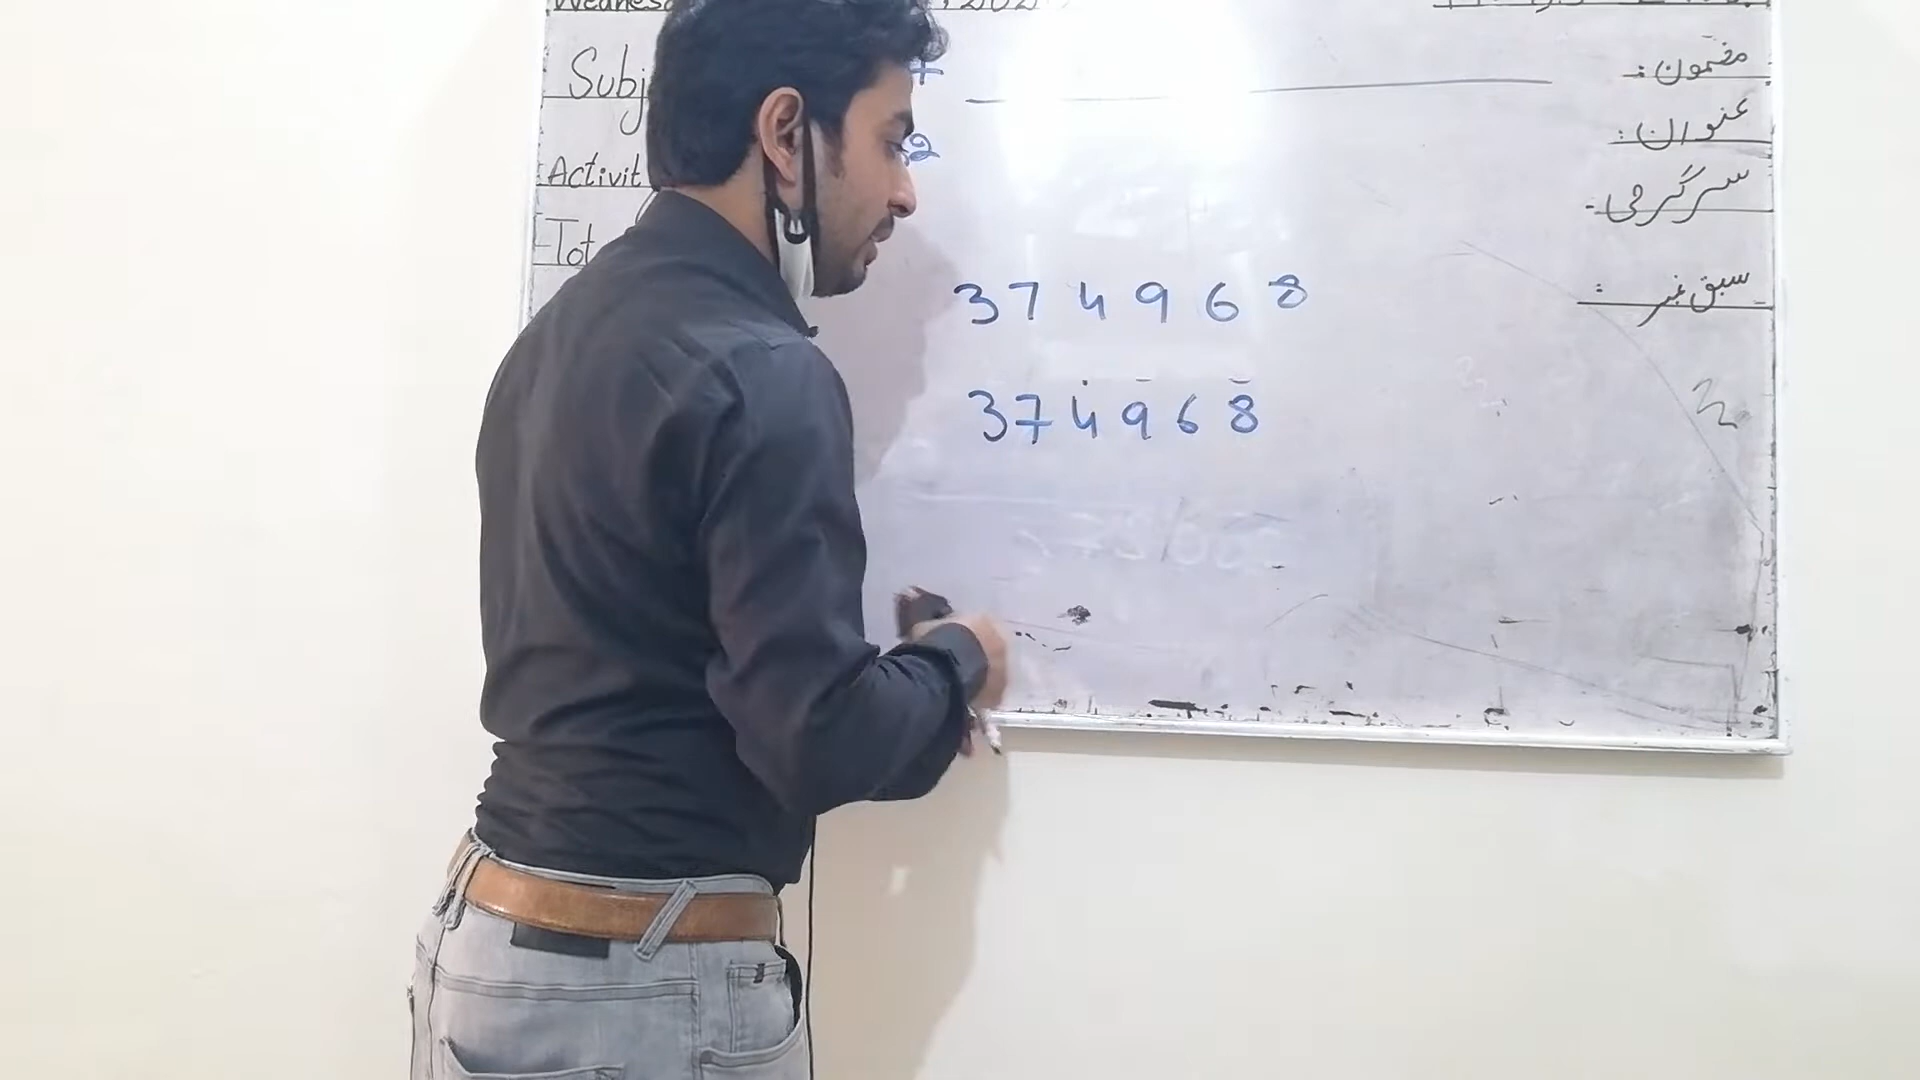 Subj
مضمون:
عنوان:
Activit
سرگرمی:
Tot
سبق نمبر:
3 7 4 9 6 8
3 7 4 9 6 8